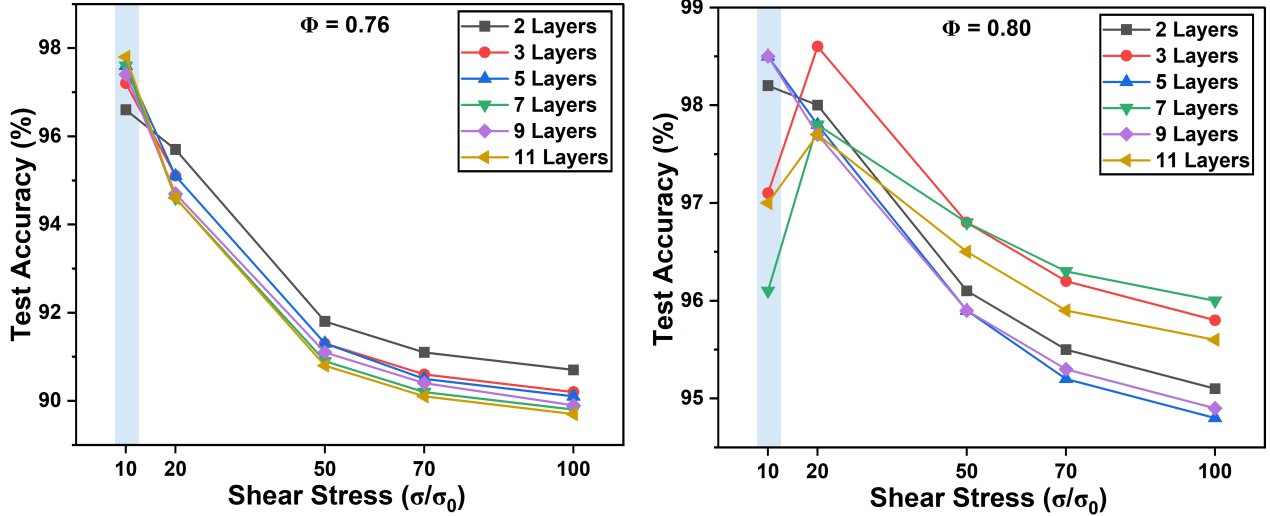 Φ = 0.76
2 Layers
3 Layers
5 Layers
7 Layers
9 Layers
11 Layers
98
96
94
92
90
Test Accuracy (%)
10 20 50 70 100
Shear Stress (σ/σ₀)
Φ = 0.80
2 Layers
3 Layers
5 Layers
7 Layers
9 Layers
11 Layers
99
98
97
96
95
Test Accuracy (%)
10 20 50 70 100
Shear Stress (σ/σ₀)